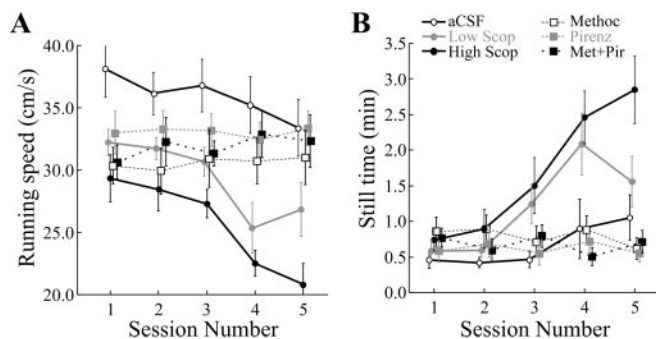 A
40.0
35.0
30.0
25.0
20.0
Running speed (cm/s)
1 2 3 4 5
Session Number
B
aCSF
Low Scop
High Scop
Methoc
Pirenz
Met+Pir
3.5
3.0
2.5
2.0
1.5
1.0
0.5
0.0
Still time (min)
1 2 3 4 5
Session Number